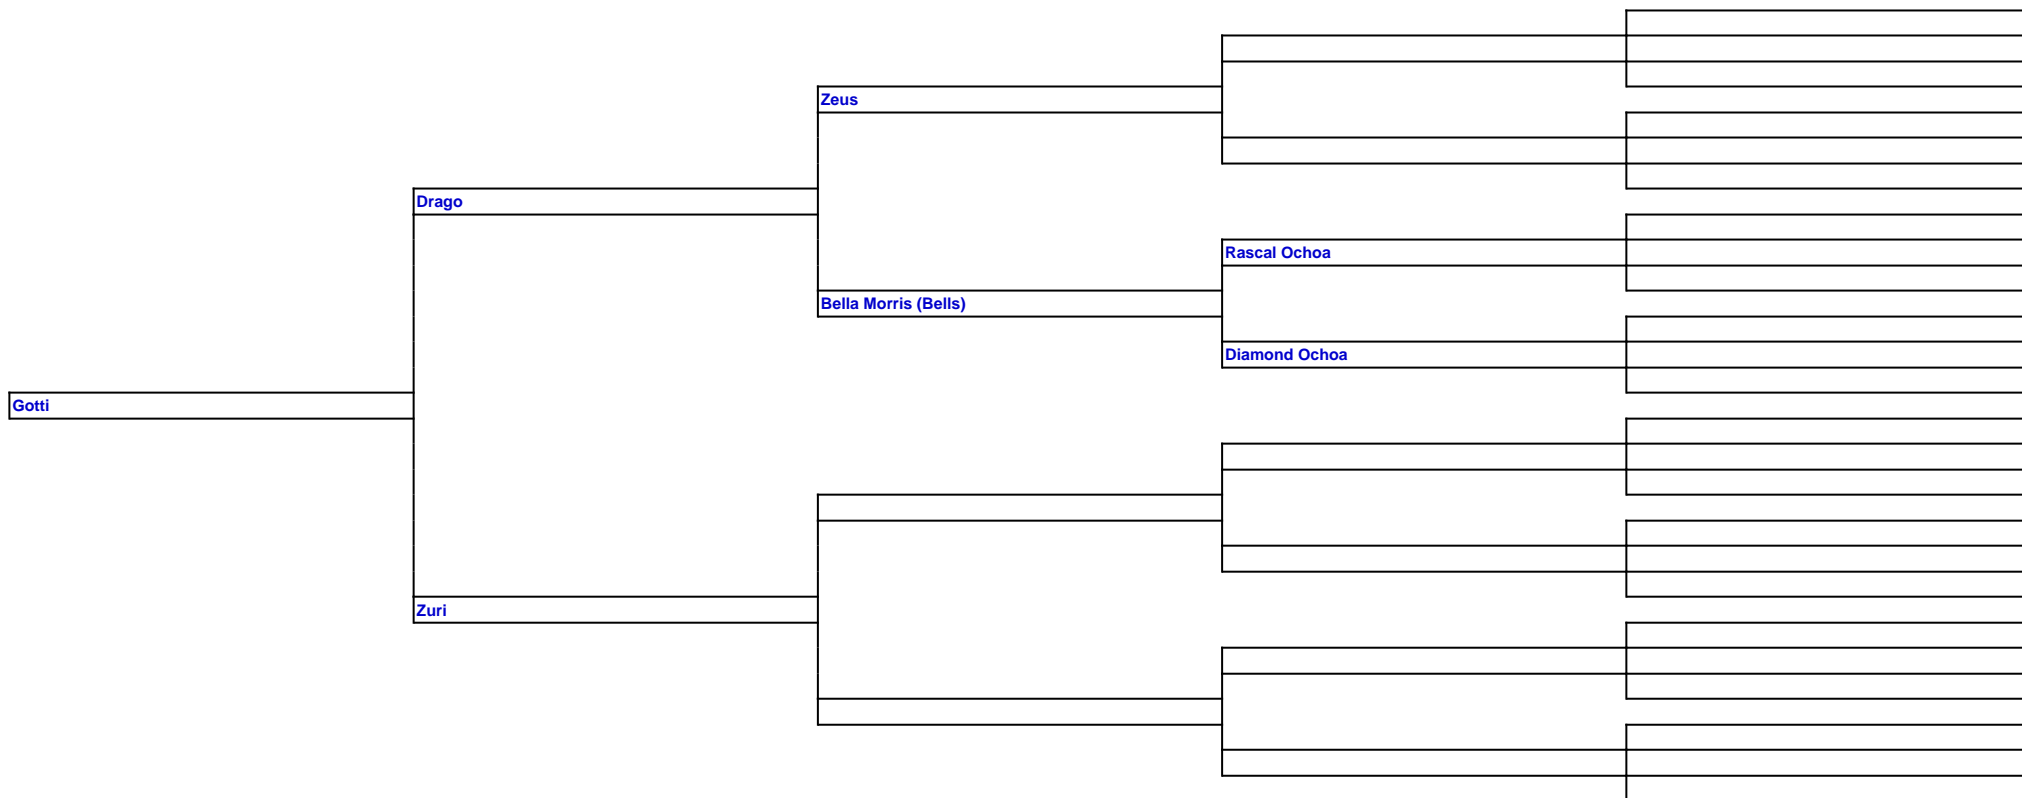 Zeus
Drago
Rascal Ochoa
Bella Morris (Bells)
Diamond Ochoa
Gotti
Zuri